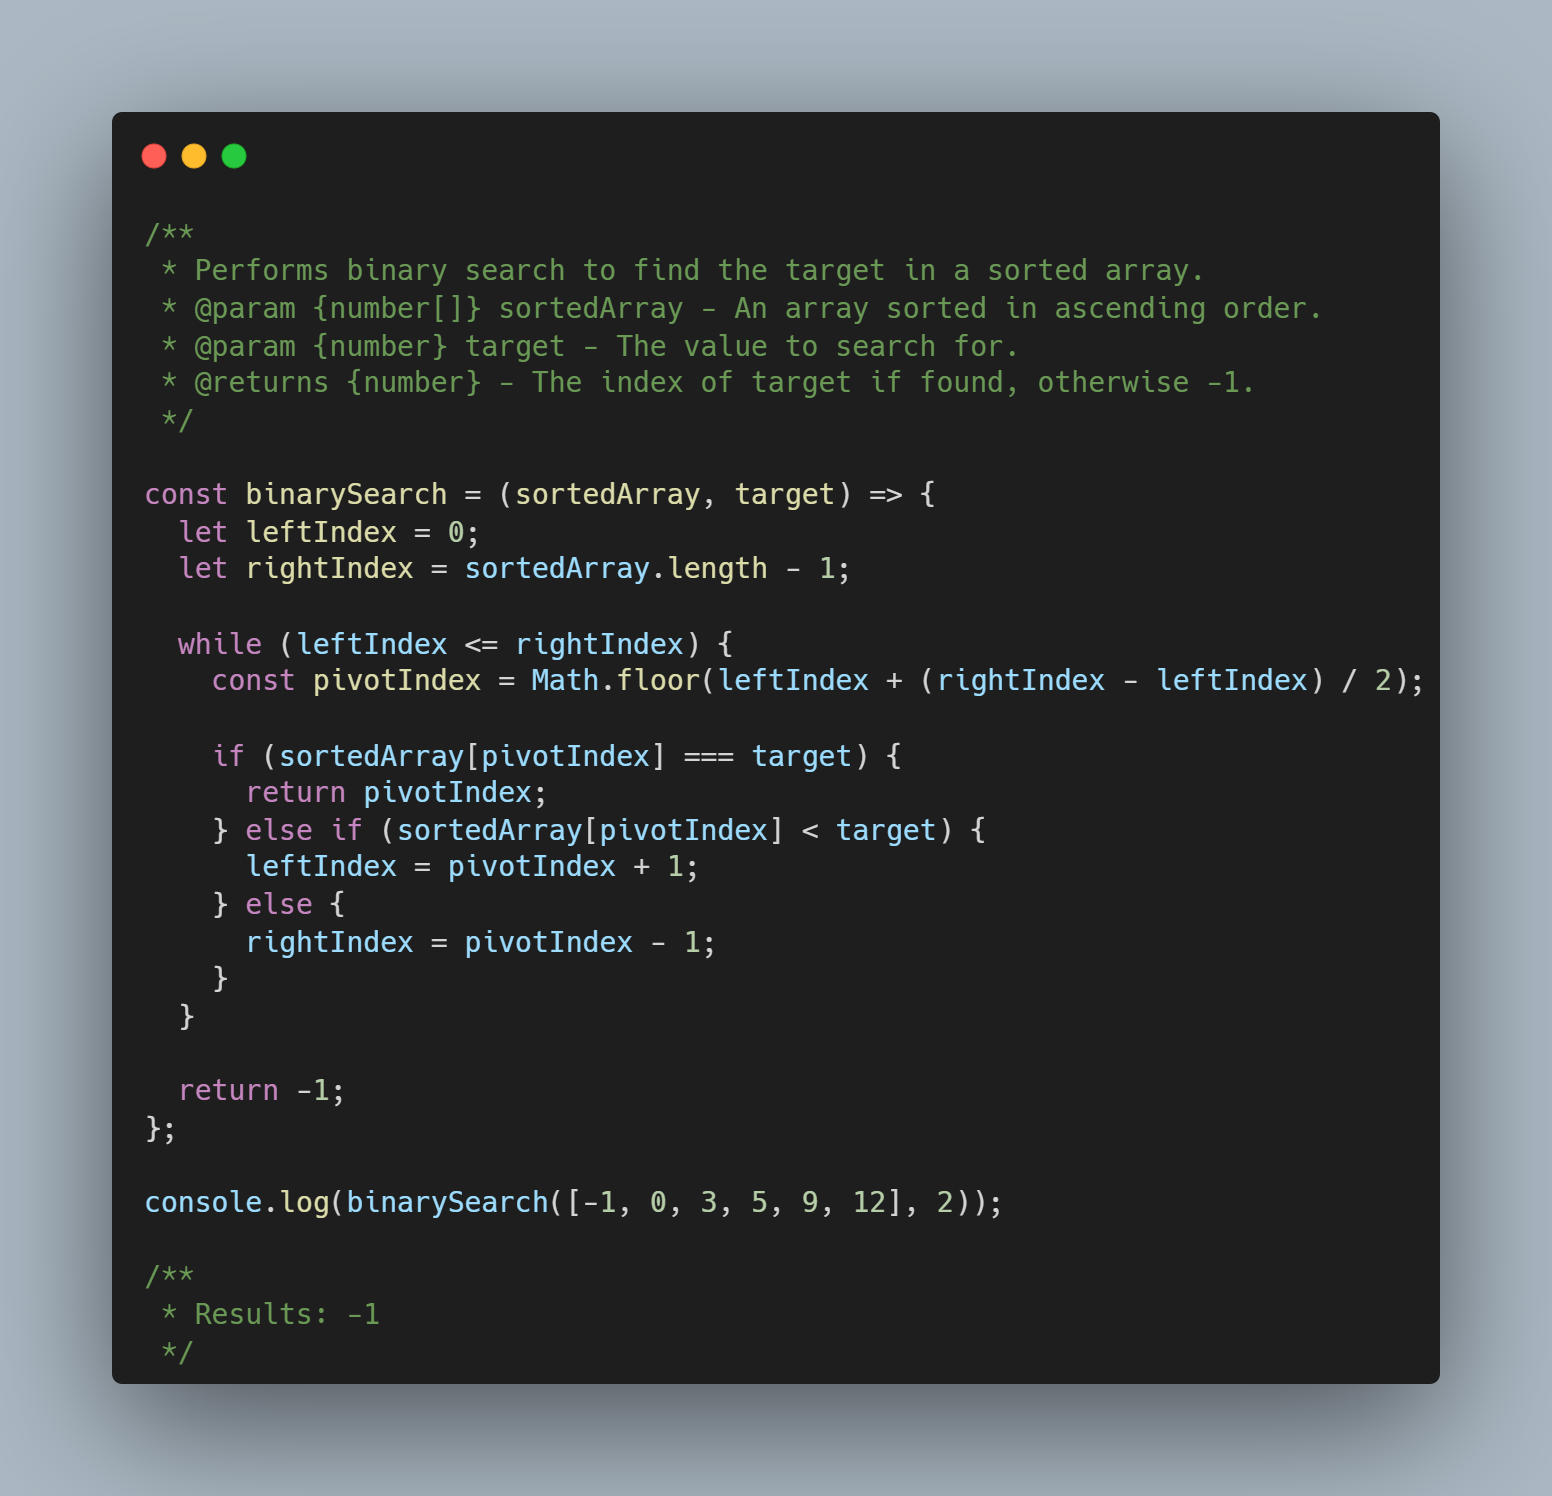 /**
 * Performs binary search to find the target in a sorted array.
 * @param {number[]} sortedArray - An array sorted in ascending order.
 * @param {number} target - The value to search for.
 * @returns {number} - The index of target if found, otherwise -1.
 */

const binarySearch = (sortedArray, target) => {
  let leftIndex = 0;
  let rightIndex = sortedArray.length - 1;

  while (leftIndex <= rightIndex) {
    const pivotIndex = Math.floor(leftIndex + (rightIndex - leftIndex) / 2);

    if (sortedArray[pivotIndex] === target) {
      return pivotIndex;
    } else if (sortedArray[pivotIndex] < target) {
      leftIndex = pivotIndex + 1;
    } else {
      rightIndex = pivotIndex - 1;
    }
  }

  return -1;
};

console.log(binarySearch([-1, 0, 3, 5, 9, 12], 2));

/**
 * Results: -1
 */